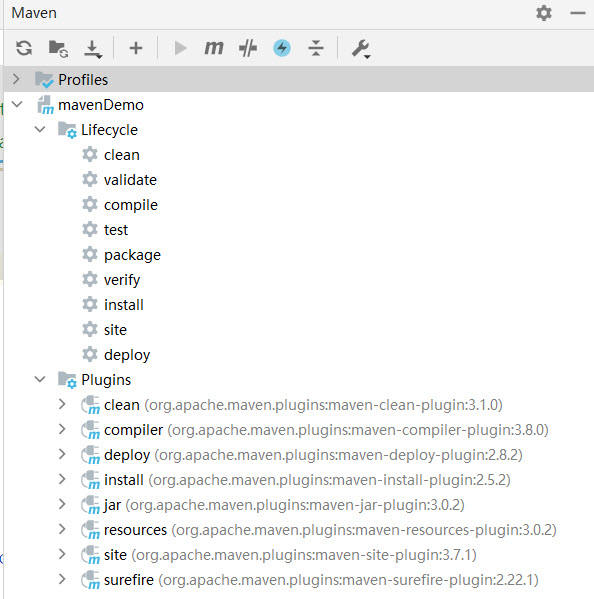 Maven
Profiles
mavenDemo
Lifecycle
clean
validate
compile
test
package
verify
install
site
deploy
Plugins
clean (org.apache.maven.plugins:maven-clean-plugin:3.1.0)
compiler (org.apache.maven.plugins:maven-compiler-plugin:3.8.0)
deploy (org.apache.maven.plugins:maven-deploy-plugin:2.8.2)
install (org.apache.maven.plugins:maven-install-plugin:2.5.2)
jar (org.apache.maven.plugins:maven-jar-plugin:3.0.2)
resources (org.apache.maven.plugins:maven-resources-plugin:3.0.2)
site (org.apache.maven.plugins:maven-site-plugin:3.7.1)
surefire (org.apache.maven.plugins:maven-surefire-plugin:2.22.1)